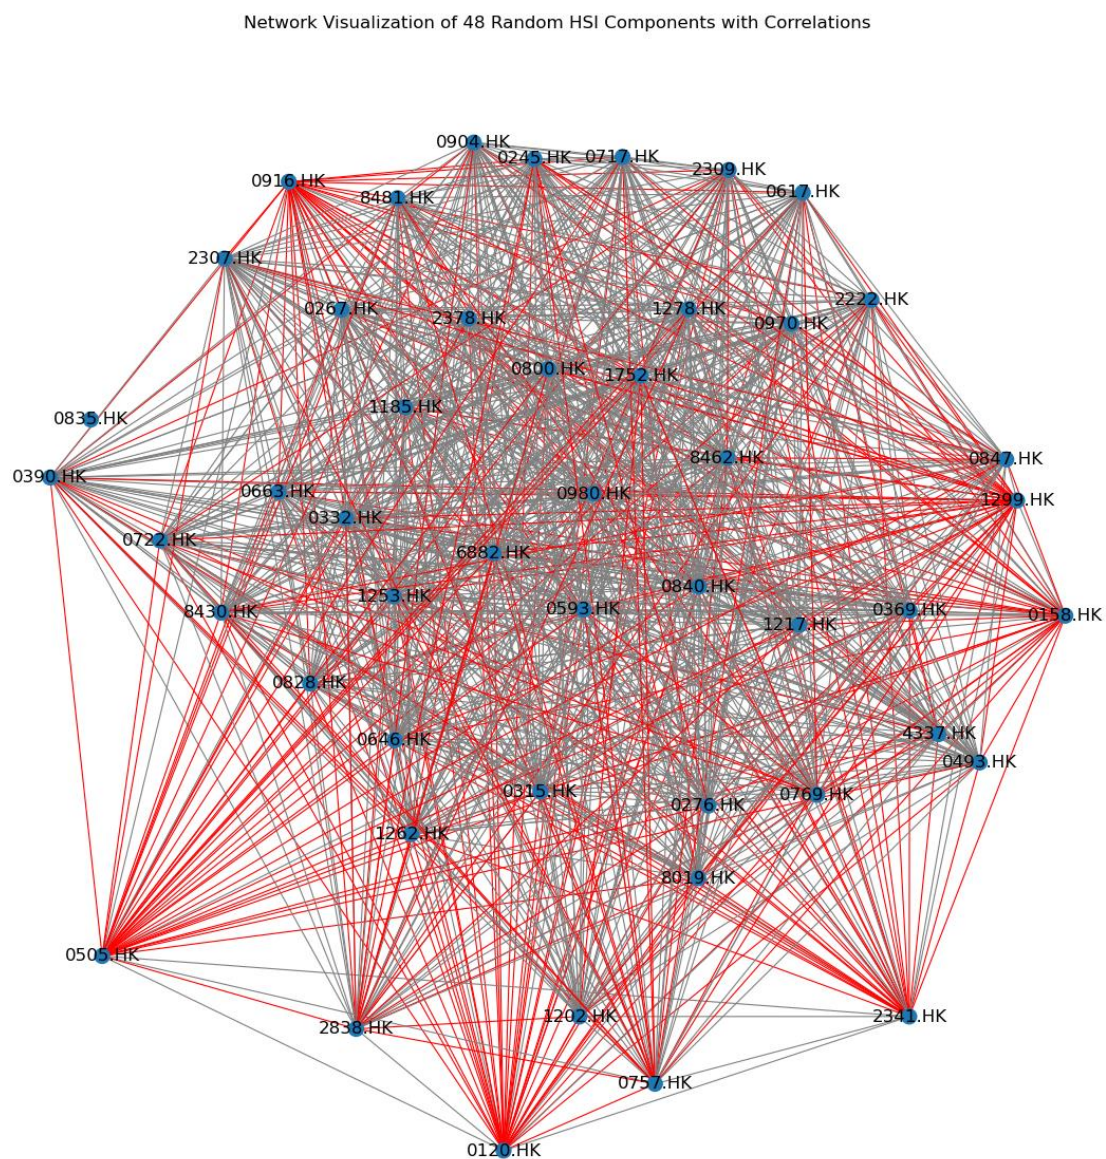 Network Visualization of 48 Random HSI Components with Correlations
0904.HK
0245.HK
0717.HK
2309.HK
0916.HK
0617.HK
8481.HK
2307.HK
2222.HK
0267.HK
1278.HK
2378.HK
0970.HK
0800.HK
1752.HK
1185.HK
0835.HK
8462.HK
0847.HK
0390.HK
0663.HK
0980.HK
1299.HK
0332.HK
0722.HK
6882.HK
0840.HK
1253.HK
0593.HK
0369.HK
8430.HK
0158.HK
1217.HK
0828.HK
4337.HK
0646.HK
0493.HK
0315.HK
0769.HK
0276.HK
1262.HK
8019.HK
0505.HK
1202.HK
2341.HK
2838.HK
0757.HK
0120.HK